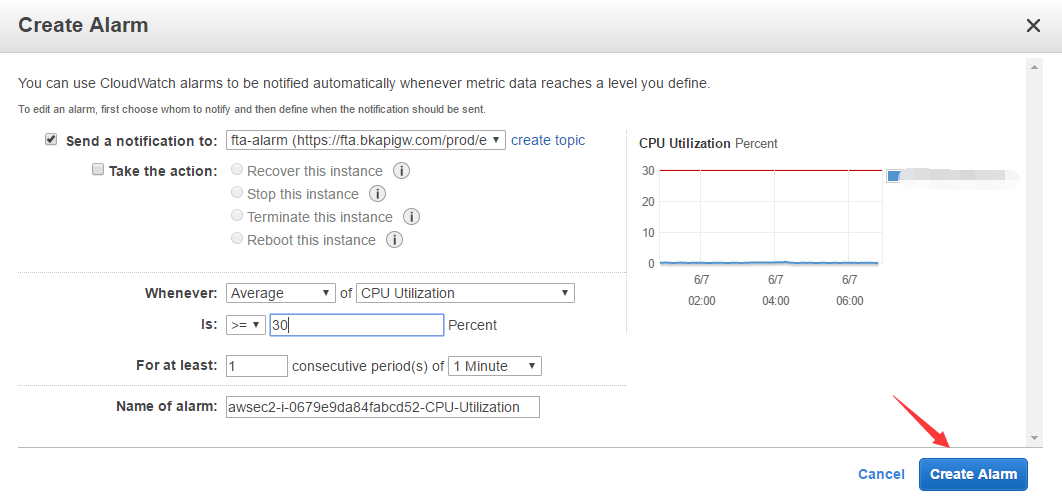 Create Alarm
You can use CloudWatch alarms to be notified automatically whenever metric data reaches a level you define.
To edit an alarm, first choose whom to notify and then define when the notification should be sent.
Send a notification to: fta-alarm (https://fta.bkapigw.com/prod/e create topic
Take the action: Recover this instance i
Stop this instance i
Terminate this instance i
Reboot this instance i
CPU Utilization Percent
30
20
10
0
6/7 6/7 6/7
02:00 04:00 06:00
Whenever: Average of CPU Utilization
Is: >= 30 Percent
For at least: 1 consecutive period(s) of 1 Minute
Name of alarm: awsec2-i-0679e9da84fabcd52-CPU-Utilization
Cancel Create Alarm